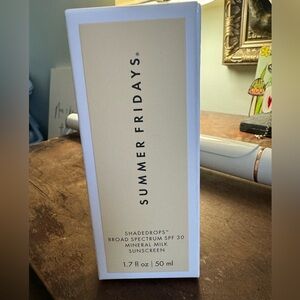 SUMMER FRIDAYS®
SHADEDROPS™
BROAD SPECTRUM SPF 30
MINERAL MILK
SUNSCREEN
1.7 fl oz | 50 ml